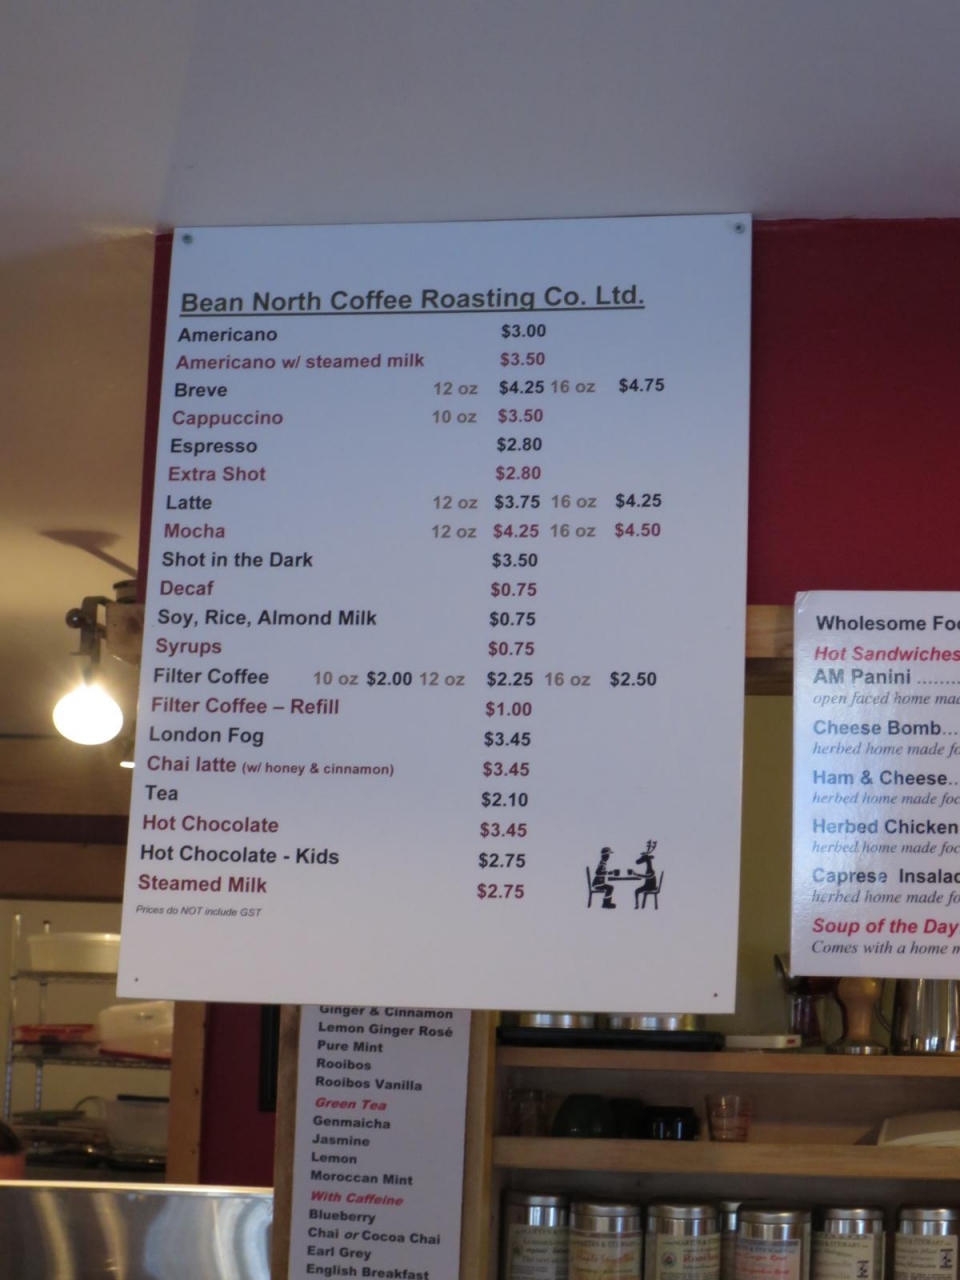 Bean North Coffee Roasting Co. Ltd.
Americano $3.00
Americano w/ steamed milk $3.50
Breve 12 oz $4.25 16 oz $4.75
Cappuccino 10 oz $3.50
Espresso $2.80
Extra Shot $2.80
Latte 12 oz $3.75 16 oz $4.25
Mocha 12 oz $4.25 16 oz $4.50
Shot in the Dark $3.50
Decaf $0.75
Soy, Rice, Almond Milk $0.75
Syrups $0.75
Filter Coffee 10 oz $2.00 12 oz $2.25 16 oz $2.50
Filter Coffee – Refill $1.00
London Fog $3.45
Chai latte (w/ honey & cinnamon) $3.45
Tea $2.10
Hot Chocolate $3.45
Hot Chocolate - Kids $2.75
Steamed Milk $2.75
Prices do NOT include GST
Wholesome Foo
Hot Sandwiches
AM Panini ........
open faced home mad
Cheese Bomb...
herbed home made fo
Ham & Cheese..
herbed home made foc
Herbed Chicken
herbed home made foc
Caprese Insalad
herbed home made fo
Soup of the Day
Comes with a home m
Ginger & Cinnamon
Lemon Ginger Rosé
Pure Mint
Rooibos
Rooibos Vanilla
Green Tea
Genmaicha
Jasmine
Lemon
Moroccan Mint
With Caffeine
Blueberry
Chai or Cocoa Chai
Earl Grey
English Breakfast